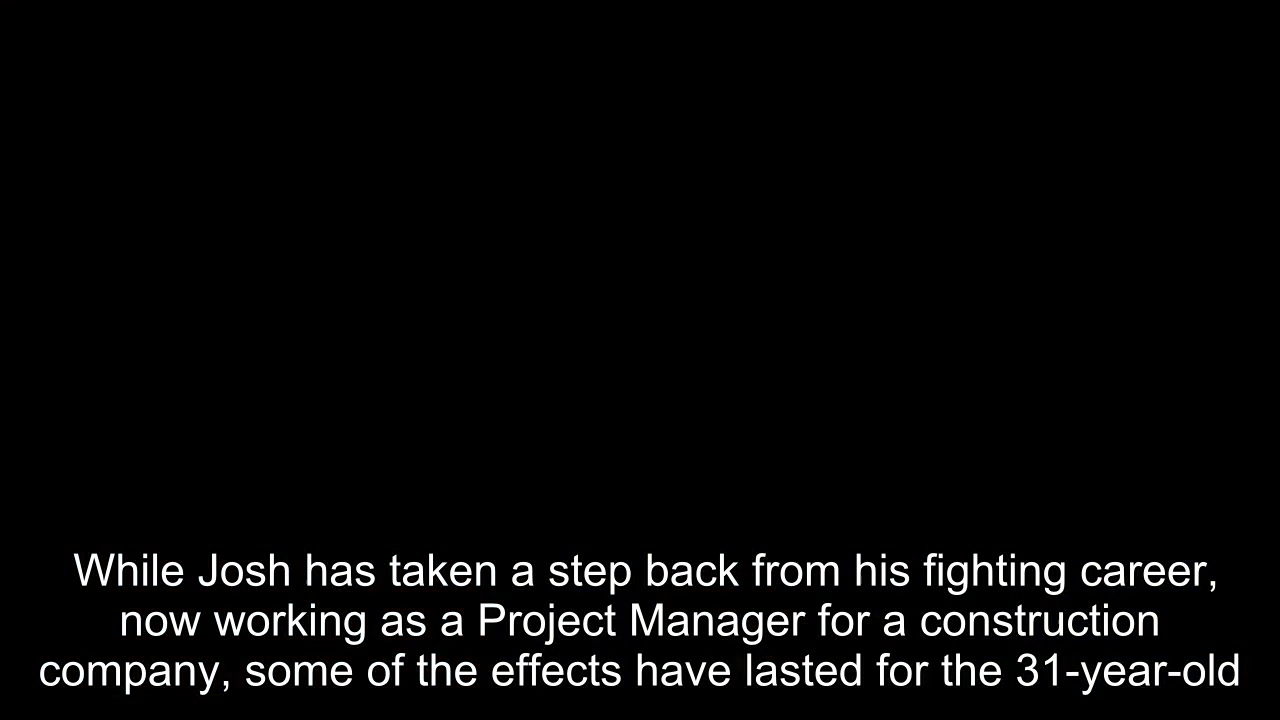 While Josh has taken a step back from his fighting career,
now working as a Project Manager for a construction
company, some of the effects have lasted for the 31-year-old